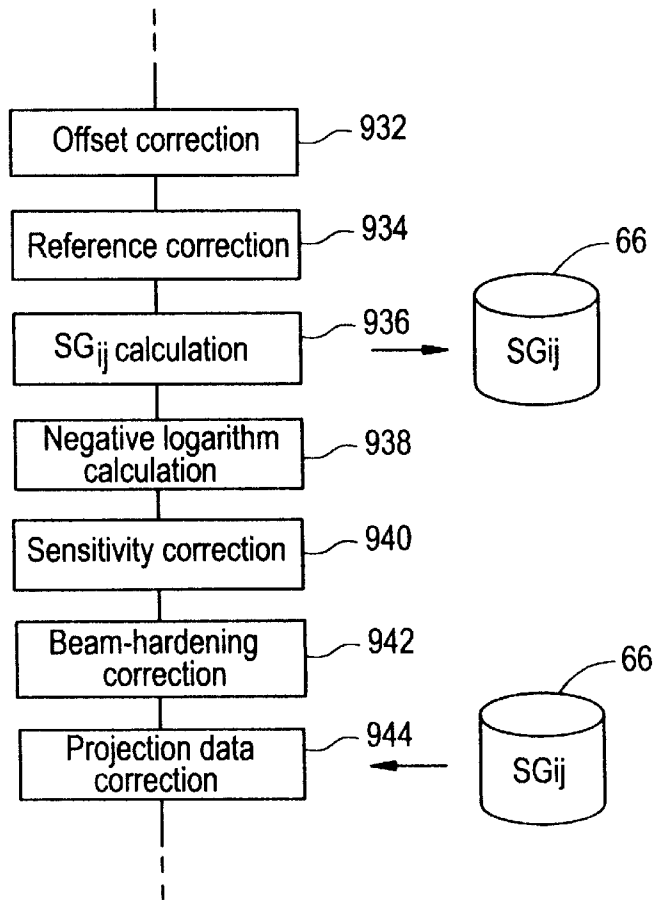 Offset correction
932
Reference correction
934
66
SGij calculation
936
SGij
Negative logarithm
calculation
938
Sensitivity correction
940
Beam-hardening
correction
942
66
Projection data
correction
944
SGij